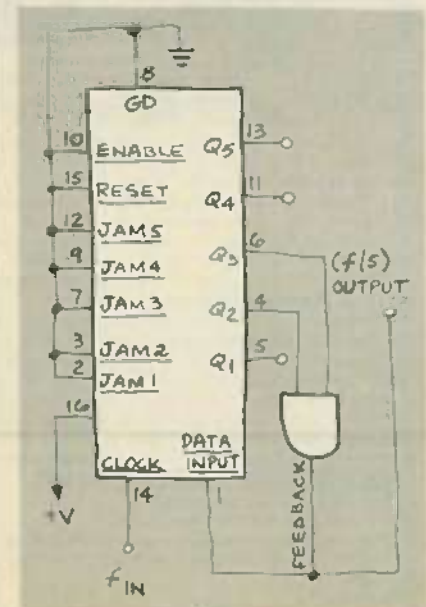 8
GD
10 ENABLE Q5 13
15 RESET Q4 11
12 JAM5 6
9 JAM4 Q3 (f/5)
OUTPUT
7 JAM3 Q2 4
3 JAM2 Q1 5
2 JAM1
16
DATA
CLOCK INPUT
+V 14 1
FEEDBACK
fIN